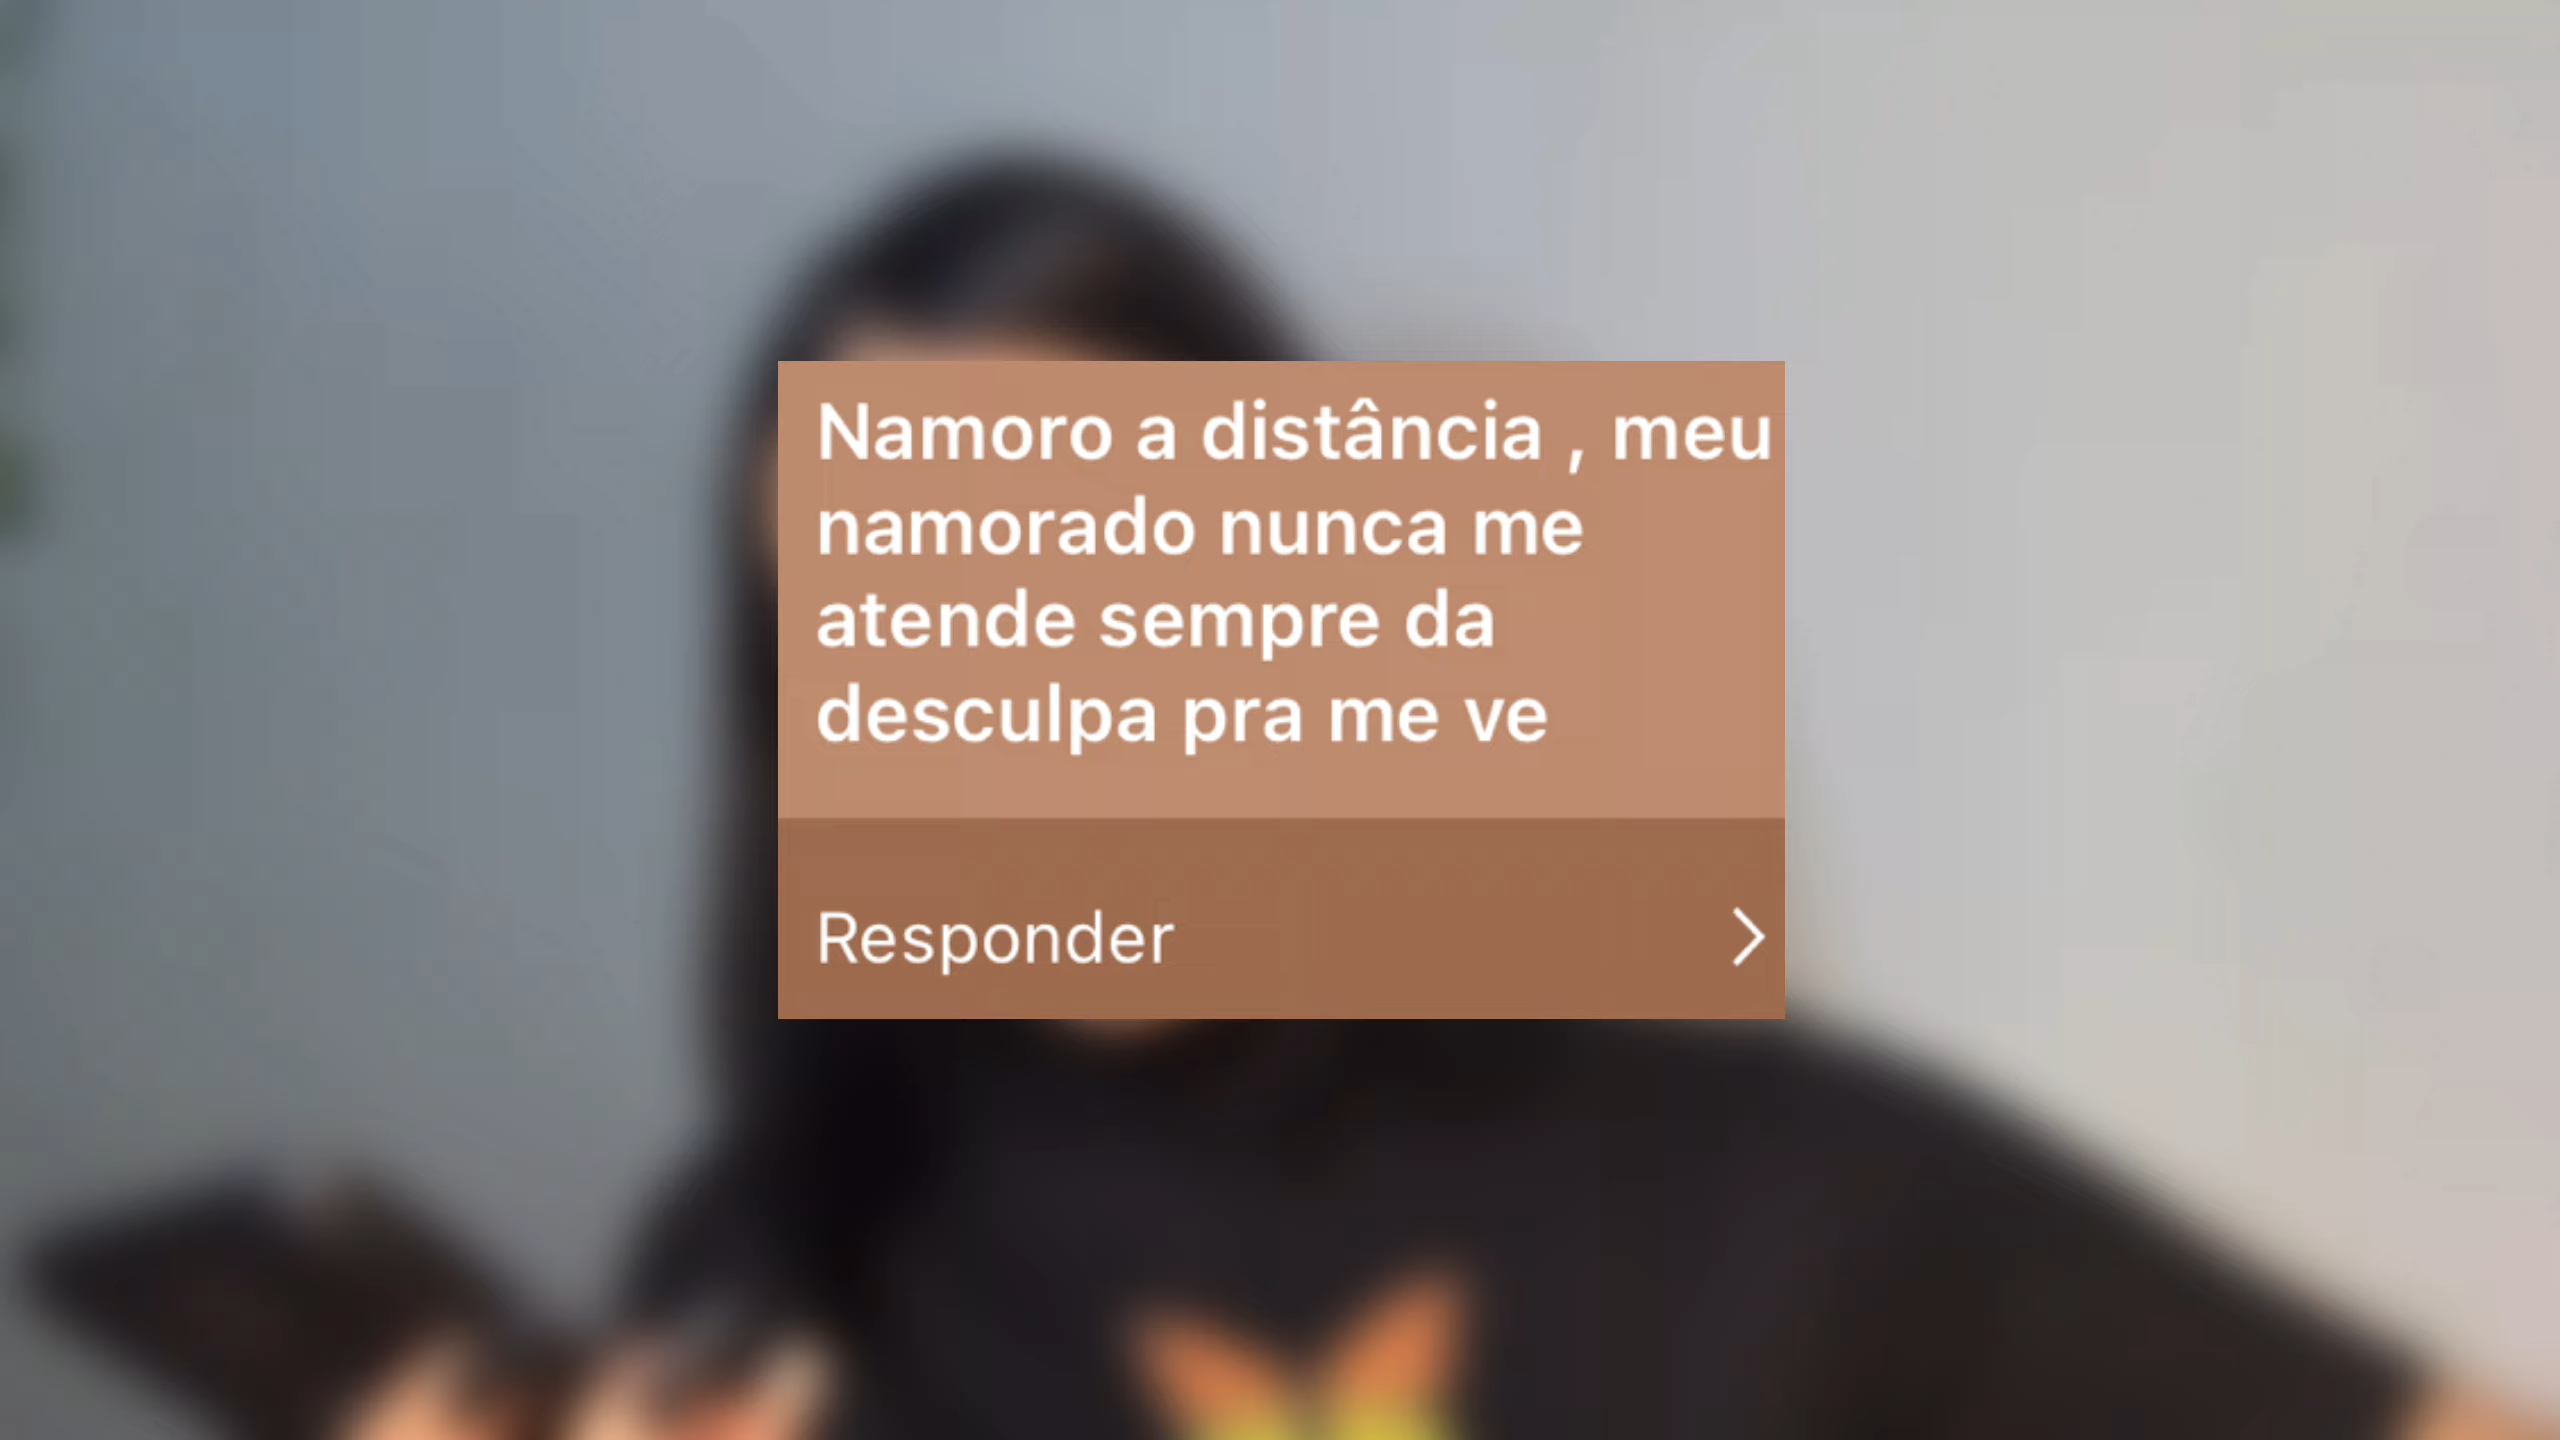 Namoro a distância , meu
namorado nunca me
atende sempre da
desculpa pra me ve
Responder